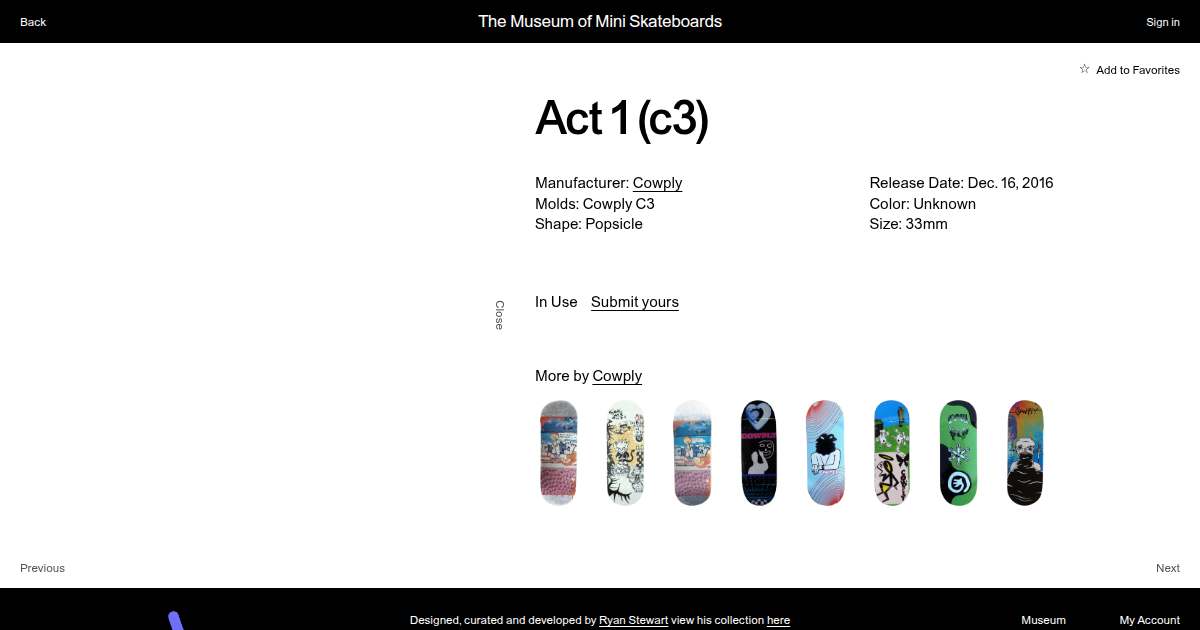 Back
The Museum of Mini Skateboards
Sign in
☆ Add to Favorites
Act 1 (c3)
Manufacturer: Cowply
Molds: Cowply C3
Shape: Popsicle
Release Date: Dec. 16, 2016
Color: Unknown
Size: 33mm
Close
In Use Submit yours
More by Cowply
Previous
Next
Designed, curated and developed by Ryan Stewart view his collection here
Museum
My Account